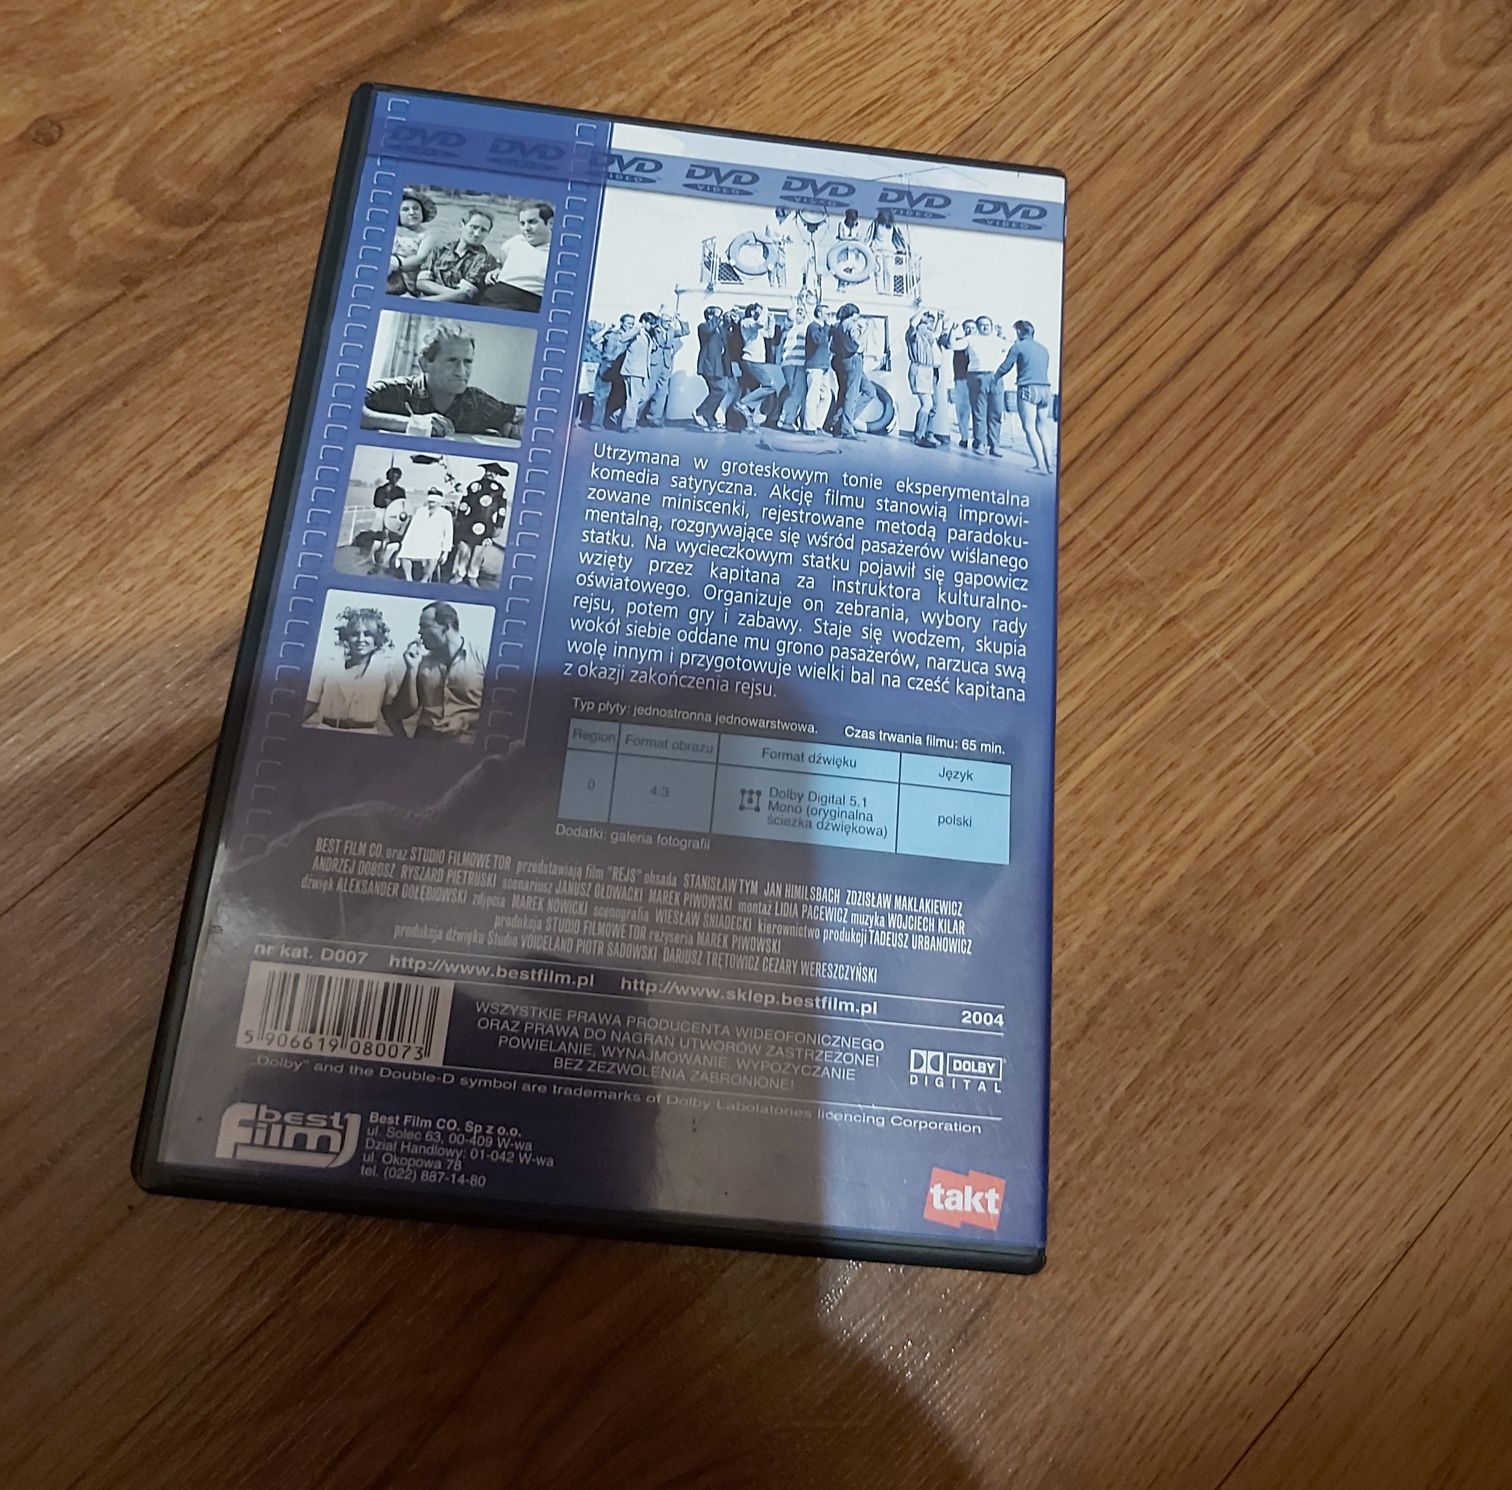 DVD VIDEO DVD VIDEO DVD VIDEO DVD VIDEO DVD VIDEO DVD VIDEO DVD VIDEO
Utrzymana w groteskowym tonie eksperymentalna
komedia satyryczna. Akcję filmu stanowią improwi-
zowane miniscenki, rejestrowane metodą paradoku-
mentalną, rozgrywające się wśród pasażerów wiślanego
statku. Na wycieczkowym statku pojawił się gapowicz
wzięty przez kapitana za instruktora kulturalno-
oświatowego. Organizuje on zebrania, wybory rady
rejsu, potem gry i zabawy. Staje się wodzem, skupia
wokół siebie oddane mu grono pasażerów, narzuca swą
wolę innym i przygotowuje wielki bal na cześć kapitana
z okazji zakończenia rejsu.
Typ płyty: jednostronna jednowarstwowa. Czas trwania filmu: 65 min.
Region Format obrazu Format dźwięku Język
0 4:3 Dolby Digital 5.1 polski
Mono (oryginalna
ścieżka dźwiękowa)
Dodatki: galeria fotografii
BEST FILM CO. oraz STUDIO FILMOWE TOR przedstawiają film "REJS" obsada STANISŁAW TYM JAN HIMILSBACH ZDZISŁAW MAKLAKIEWICZ
ANDRZEJ DOBOSZ RYSZARD PIETRUSKI scenariusz JANUSZ GŁOWACKI MAREK PIWOWSKI montaż LIDIA PACEWICZ muzyka WOJCIECH KILAR
dźwięk ALEKSANDER GOŁĘBIOWSKI zdjęcia MAREK NOWICKI scenografia WIESŁAW ŚNIADECKI kierownictwo produkcji TADEUSZ URBANOWICZ
produkcja STUDIO FILMOWE TOR reżyseria MAREK PIWOWSKI
produkcja dźwięku Studio VOICELAND PIOTR SADOWSKI DARIUSZ TRĘTOWICZ CEZARY WERESZCZYŃSKI
nr kat. D007 http://www.bestfilm.pl http://www.sklep.bestfilm.pl 2004
5 906619 080073
WSZYSTKIE PRAWA PRODUCENTA WIDEOFONICZNEGO
ORAZ PRAWA DO NAGRAŃ UTWORÓW ZASTRZEŻONE!
POWIELANIE, WYNAJMOWANIE, WYPOŻYCZANIE
BEZ ZEZWOLENIA ZABRONIONE!
DOLBY
DIGITAL
"Dolby" and the Double-D symbol are trademarks of Dolby Labolatories licencing Corporation
best film
Best Film CO. Sp z o.o.
ul. Solec 63, 00-409 W-wa
Dział Handlowy: 01-042 W-wa
ul. Okopowa 78
tel. (022) 887-14-80
takt